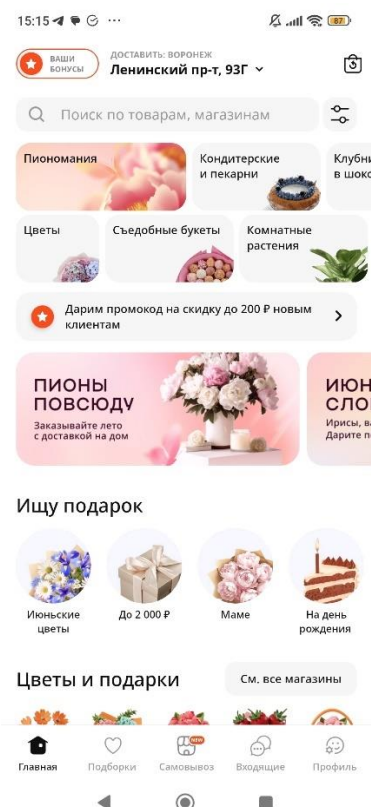 15:15
87
ВАШИ
БОНУСЫ
ДОСТАВИТЬ: ВОРОНЕЖ
Ленинский пр-т, 93Г
Поиск по товарам, магазинам
Пиономания
Кондитерские
и пекарни
Клубни
в шоко
Цветы
Съедобные букеты
Комнатные
растения
Дарим промокод на скидку до 200 ₽ новым
клиентам
ПИОНЫ
ПОВСЮДУ
Заказывайте лето
с доставкой на дом
ИЮН
СЛО
Ирисы, ва
Дарите п
Ищу подарок
Июньские
цветы
До 2 000 ₽
Маме
На день
рождения
Цветы и подарки
См. все магазины
NEW
Главная
Подборки
Самовывоз
Входящие
Профиль